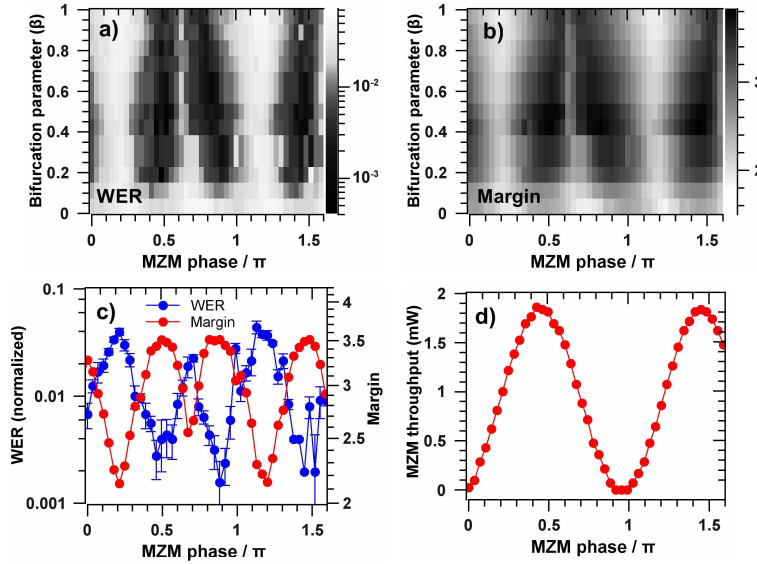 a)
WER
Bifurcation parameter (β)
1
0.8
0.6
0.4
0.2
0
0 0.5 1 1.5
MZM phase / π
10⁻²
10⁻³
b)
Margin
Bifurcation parameter (β)
1
0.8
0.6
0.4
0.2
0
0 0.5 1 1.5
MZM phase / π
3
2
c)
WER
Margin
WER (normalized)
0.1
0.01
0.001
Margin
4
3.5
3
2.5
2
0 0.5 1 1.5
MZM phase / π
d)
MZM throughput (mW)
2
1.5
1
0.5
0
0 0.5 1 1.5
MZM phase / π